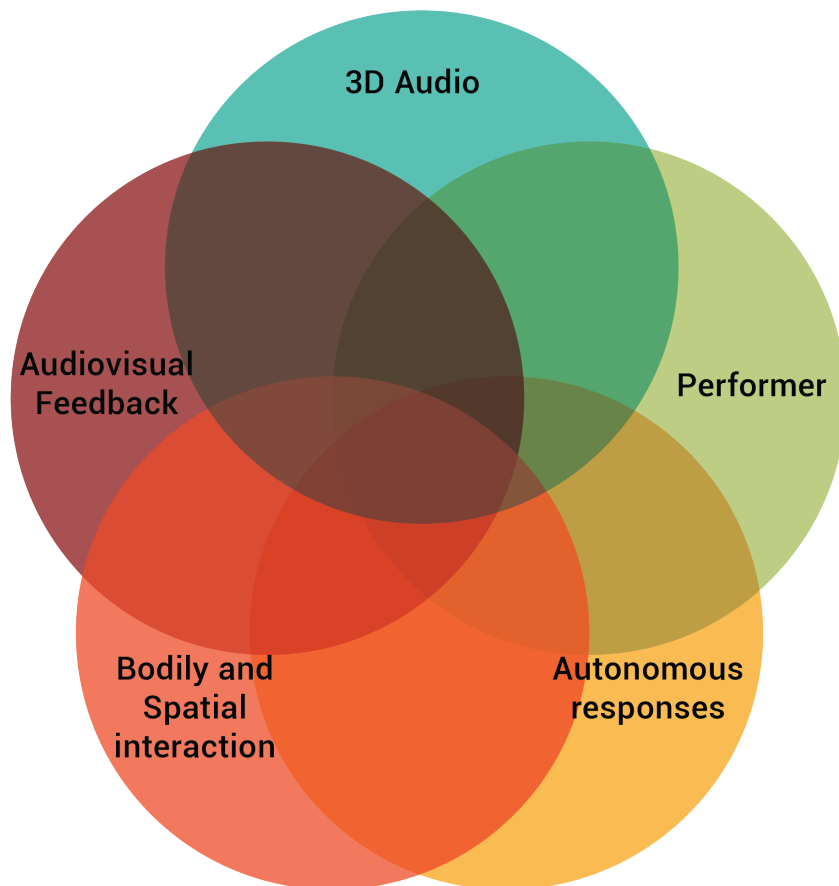 3D Audio
Audiovisual
Feedback
Performer
Bodily and
Spatial
interaction
Autonomous
responses